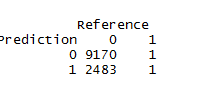 Reference
Prediction 0 1
0 9170 1
1 2483 1